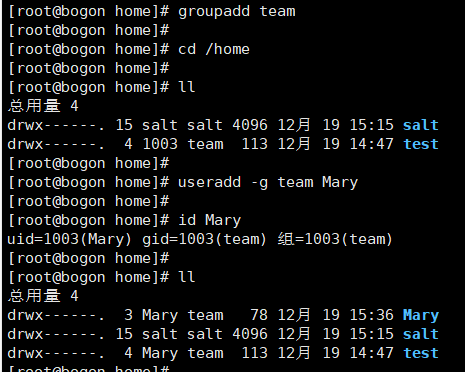 [root@bogon home]# groupadd team
[root@bogon home]#
[root@bogon home]# cd /home
[root@bogon home]#
[root@bogon home]# ll
总用量 4
drwx------. 15 salt salt 4096 12月 19 15:15 salt
drwx------.  4 1003 team  113 12月 19 14:47 test
[root@bogon home]#
[root@bogon home]# useradd -g team Mary
[root@bogon home]#
[root@bogon home]# id Mary
uid=1003(Mary) gid=1003(team) 组=1003(team)
[root@bogon home]#
[root@bogon home]# ll
总用量 4
drwx------.  3 Mary team   78 12月 19 15:36 Mary
drwx------. 15 salt salt 4096 12月 19 15:15 salt
drwx------.  4 Mary team  113 12月 19 14:47 test
[root@bogon home]#